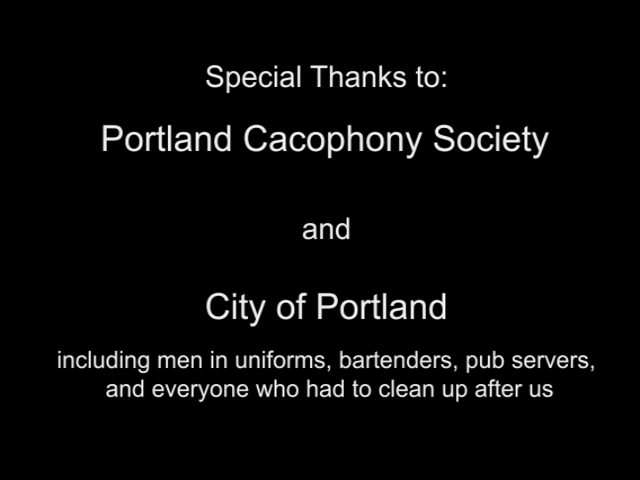 Special Thanks to:
Portland Cacophony Society
and
City of Portland
including men in uniforms, bartenders, pub servers,
and everyone who had to clean up after us